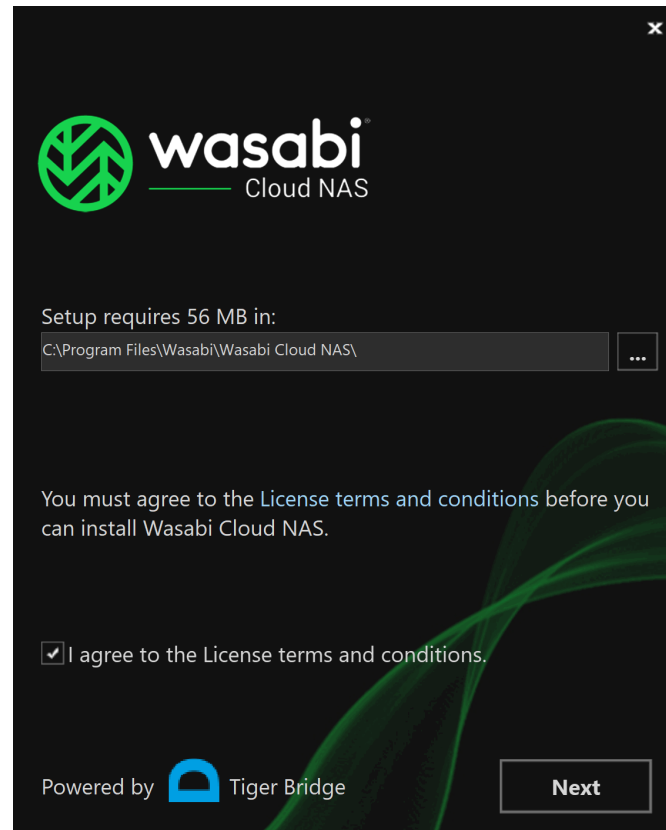 wasabi®
Cloud NAS
Setup requires 56 MB in:
C:\Program Files\Wasabi\Wasabi Cloud NAS\
...
You must agree to the License terms and conditions before you
can install Wasabi Cloud NAS.
I agree to the License terms and conditions.
Powered by Tiger Bridge
Next